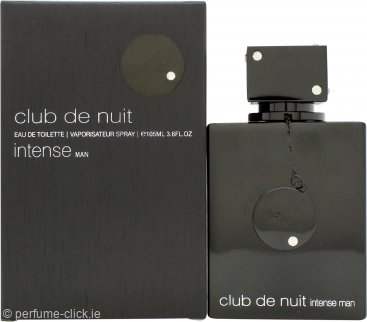 club de nuit
EAU DE TOILETTE | VAPORISATEUR SPRAY | ℮105ML 3.6FL.OZ
intense MAN
club de nuit intense man
© perfume-click.ie